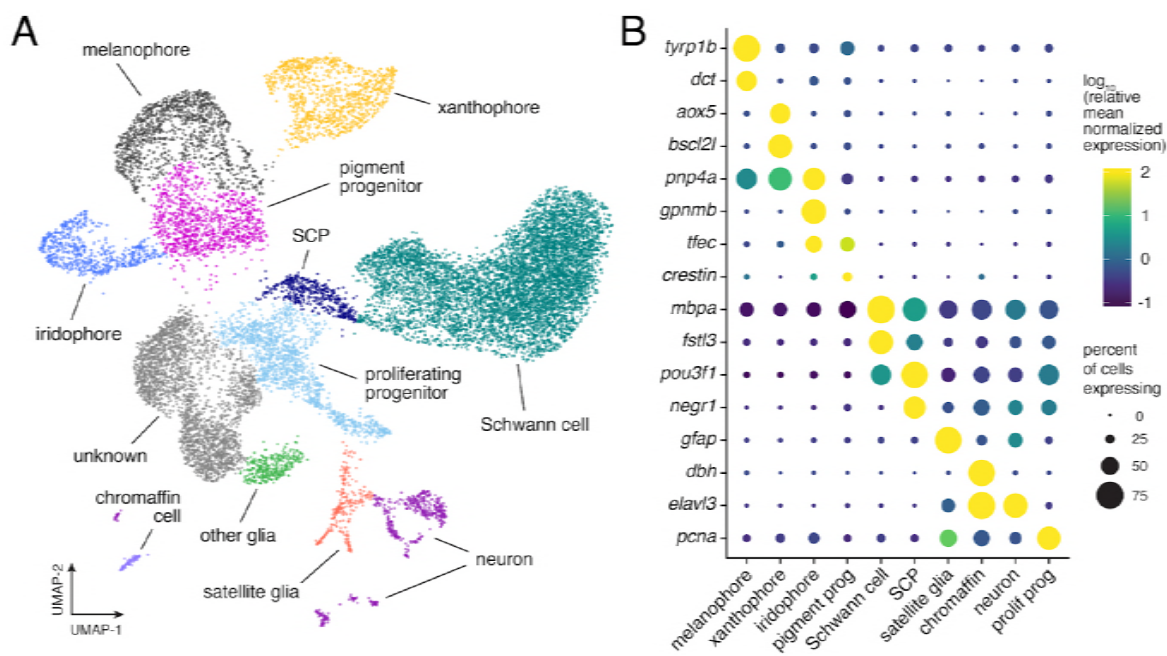 A
melanophore
xanthophore
pigment
progenitor
SCP
iridophore
proliferating
progenitor
Schwann cell
unknown
chromaffin
cell
other glia
neuron
satellite glia
UMAP-2
UMAP-1
B
tyrp1b
dct
aox5
bscl2l
pnp4a
gpnmb
tfec
crestin
mbpa
fstl3
pou3f1
negr1
gfap
dbh
elavl3
pcna
melanophore
xanthophore
iridophore
pigment prog
Schwann cell
SCP
satellite glia
chromaffin
neuron
prolif prog
log10
(relative
mean
normalized
expression)
2
1
0
-1
percent
of cells
expressing
0
25
50
75